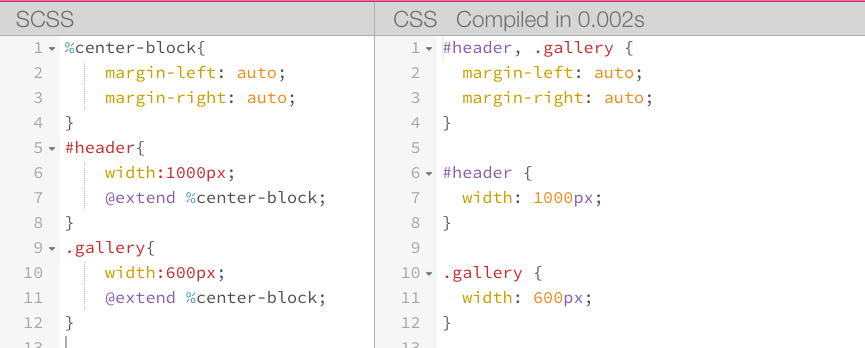 SCSS
1 %center-block{
2 margin-left: auto;
3 margin-right: auto;
4 }
5 #header{
6 width:1000px;
7 @extend %center-block;
8 }
9 .gallery{
10 width:600px;
11 @extend %center-block;
12 }
13
CSS Compiled in 0.002s
1 #header, .gallery {
2 margin-left: auto;
3 margin-right: auto;
4 }
5
6 #header {
7 width: 1000px;
8 }
9
10 .gallery {
11 width: 600px;
12 }
13